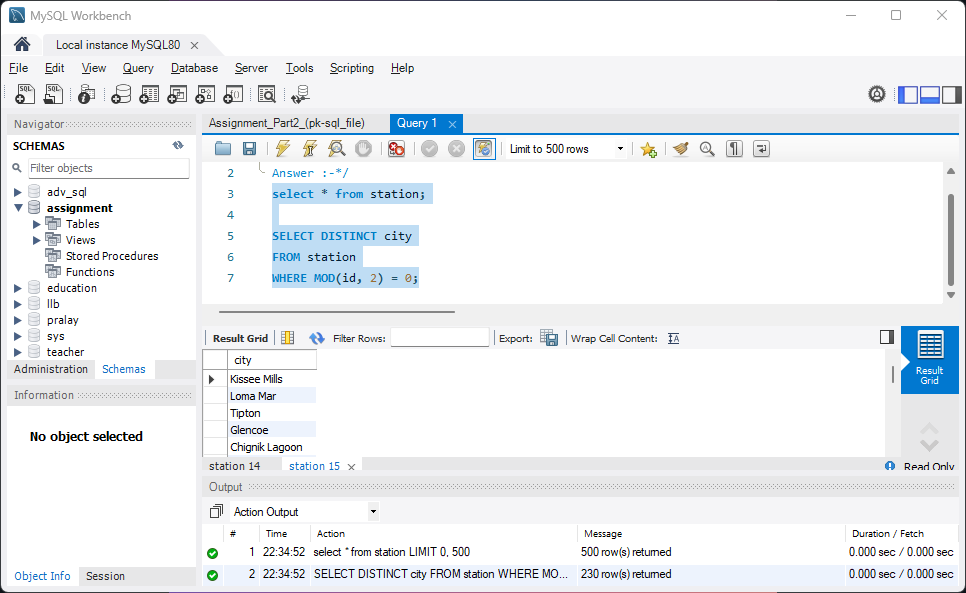 MySQL Workbench
Local instance MySQL80
File Edit View Query Database Server Tools Scripting Help
Navigator
SCHEMAS
Filter objects
adv_sql
assignment
Tables
Views
Stored Procedures
Functions
education
llb
pralay
sys
teacher
Administration Schemas
Information
No object selected
Object Info Session
Assignment_Part2_(pk-sql_file) Query 1
Limit to 500 rows
2 Answer :-*/
3 select * from station;
4
5 SELECT DISTINCT city
6 FROM station
7 WHERE MOD(id, 2) = 0;
Result Grid Filter Rows: Export: Wrap Cell Content:
city
Kissee Mills
Loma Mar
Tipton
Glencoe
Chignik Lagoon
Result
Grid
station 14 station 15 Read Only
Output
Action Output
# Time Action Message Duration / Fetch
1 22:34:52 select * from station LIMIT 0, 500 500 row(s) returned 0.000 sec / 0.000 sec
2 22:34:52 SELECT DISTINCT city FROM station WHERE MO... 230 row(s) returned 0.000 sec / 0.000 sec